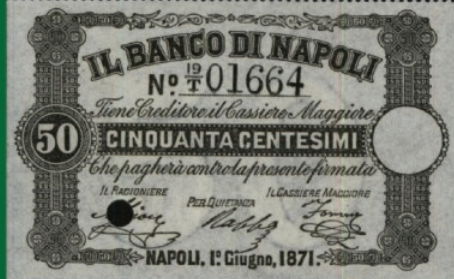 IL BANCO DI NAPOLI
Nº 19/T 01664
Tiene Creditore il Cassiere Maggiore
50 CINQUANTA CENTESIMI
Che pagherà contro la presente firmata
IL RAGIONIERE PER QUIETANZA IL CASSIERE MAGGIORE
NAPOLI, 1º Giugno, 1871.